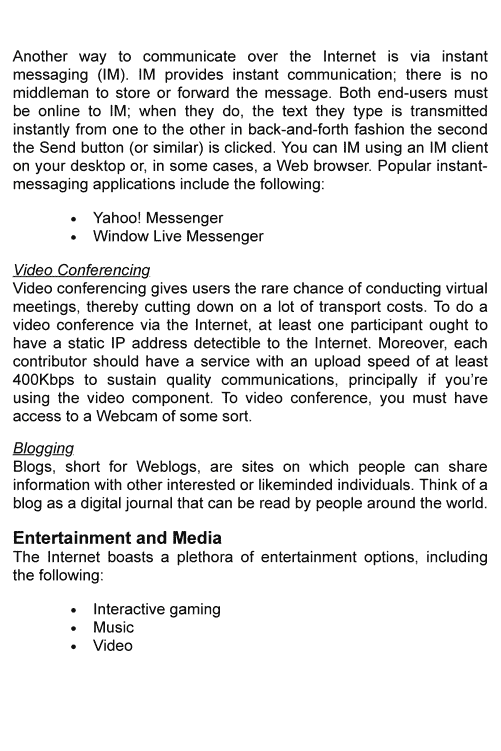 Another way to communicate over the Internet is via instant
messaging (IM). IM provides instant communication; there is no
middleman to store or forward the message. Both end-users must
be online to IM; when they do, the text they type is transmitted
instantly from one to the other in back-and-forth fashion the second
the Send button (or similar) is clicked. You can IM using an IM client
on your desktop or, in some cases, a Web browser. Popular instant-
messaging applications include the following:
• Yahoo! Messenger
• Window Live Messenger
Video Conferencing
Video conferencing gives users the rare chance of conducting virtual
meetings, thereby cutting down on a lot of transport costs. To do a
video conference via the Internet, at least one participant ought to
have a static IP address detectible to the Internet. Moreover, each
contributor should have a service with an upload speed of at least
400Kbps to sustain quality communications, principally if you're
using the video component. To video conference, you must have
access to a Webcam of some sort.
Blogging
Blogs, short for Weblogs, are sites on which people can share
information with other interested or likeminded individuals. Think of a
blog as a digital journal that can be read by people around the world.
Entertainment and Media
The Internet boasts a plethora of entertainment options, including
the following:
• Interactive gaming
• Music
• Video